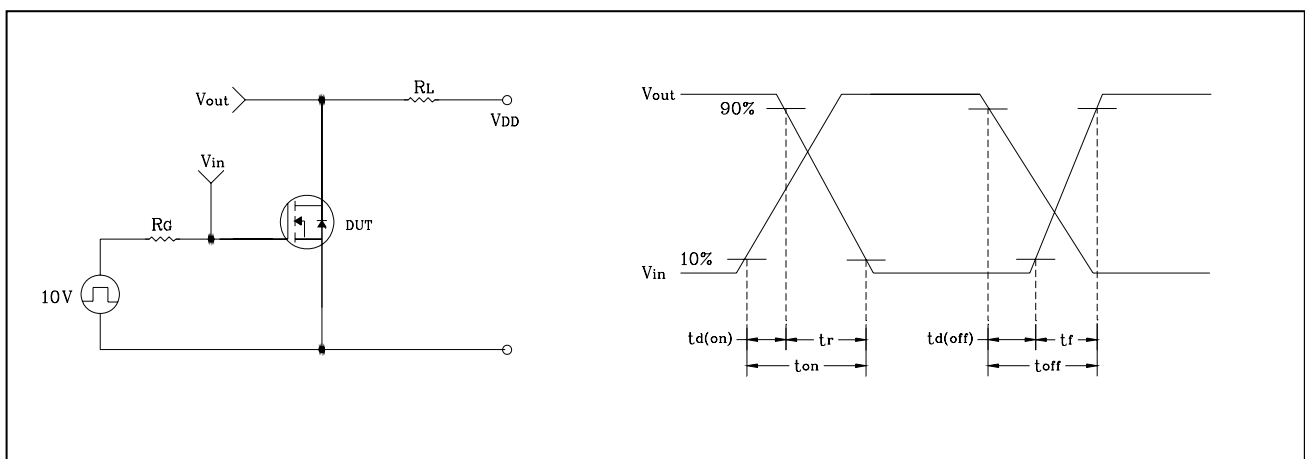 Vout
RL
VDD
Vin
RG
DUT
10V
Vout
90%
10%
Vin
td(on)
tr
td(off)
tf
ton
toff